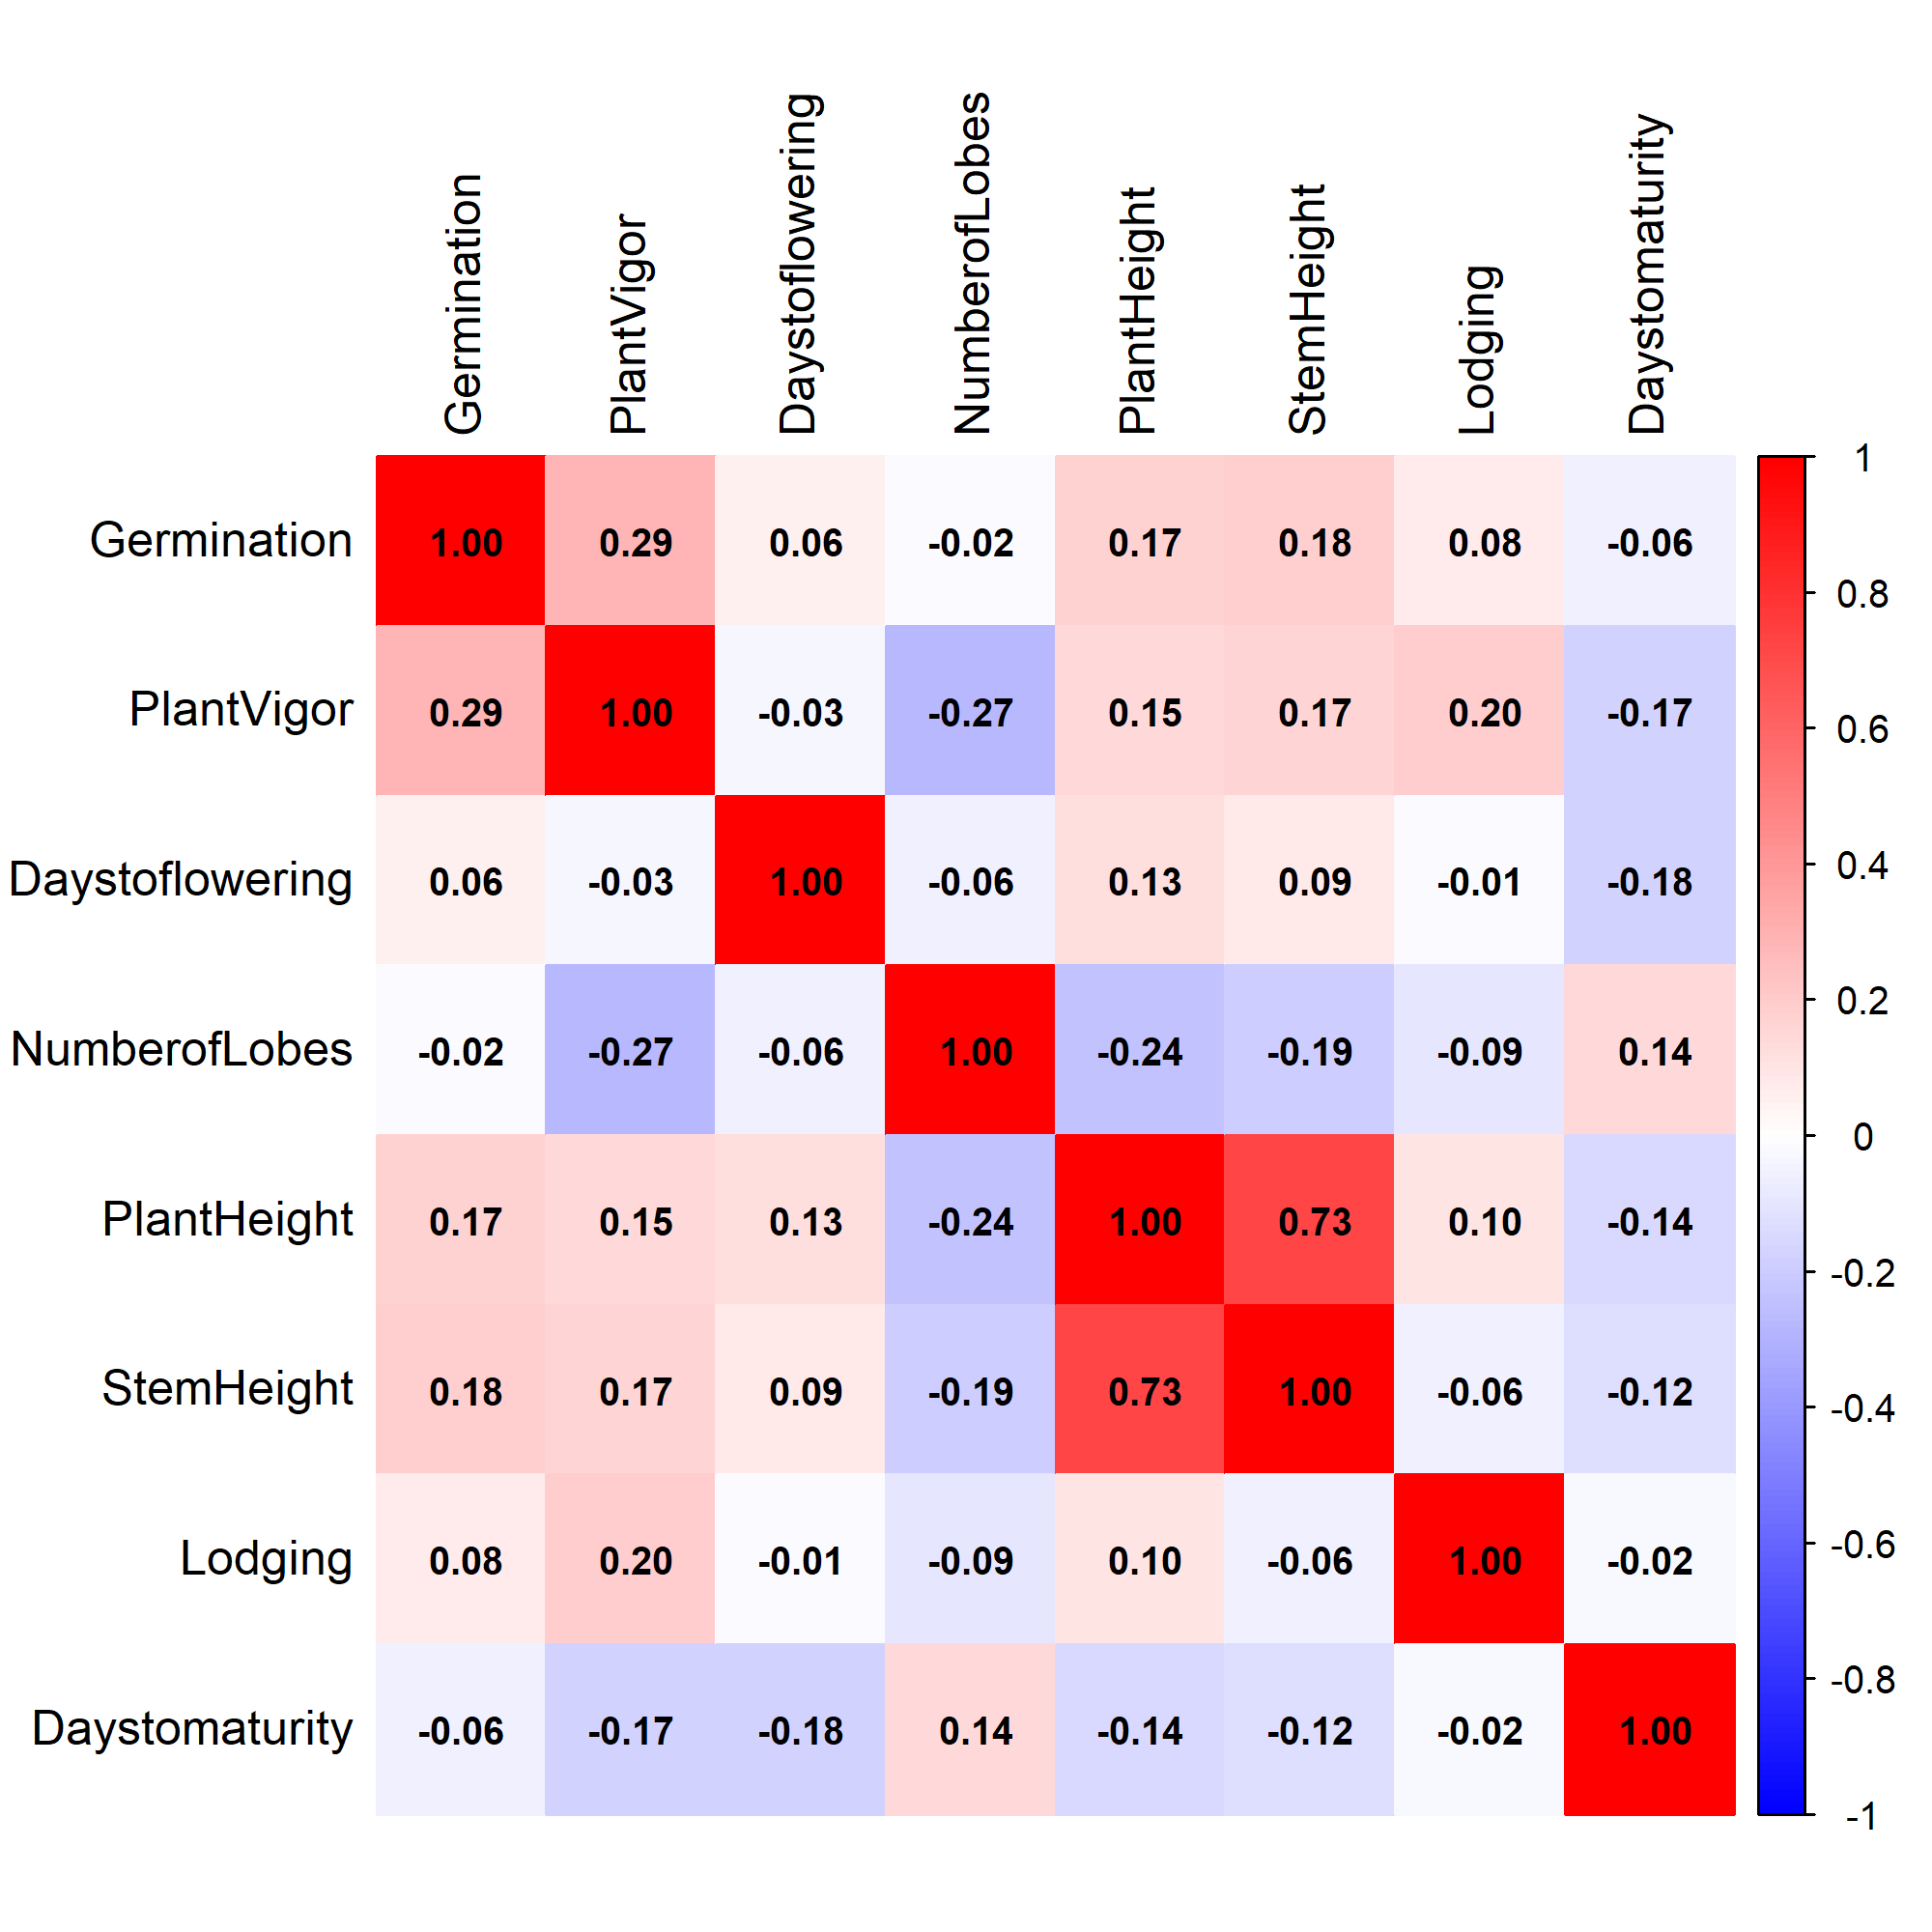 Germination PlantVigor Daystoflowering NumberofLobes PlantHeight StemHeight Lodging Daystomaturity
Germination 1.00 0.29 0.06 -0.02 0.17 0.18 0.08 -0.06
PlantVigor 0.29 1.00 -0.03 -0.27 0.15 0.17 0.20 -0.17
Daystoflowering 0.06 -0.03 1.00 -0.06 0.13 0.09 -0.01 -0.18
NumberofLobes -0.02 -0.27 -0.06 1.00 -0.24 -0.19 -0.09 0.14
PlantHeight 0.17 0.15 0.13 -0.24 1.00 0.73 0.10 -0.14
StemHeight 0.18 0.17 0.09 -0.19 0.73 1.00 -0.06 -0.12
Lodging 0.08 0.20 -0.01 -0.09 0.10 -0.06 1.00 -0.02
Daystomaturity -0.06 -0.17 -0.18 0.14 -0.14 -0.12 -0.02 1.00
1
0.8
0.6
0.4
0.2
0
-0.2
-0.4
-0.6
-0.8
-1